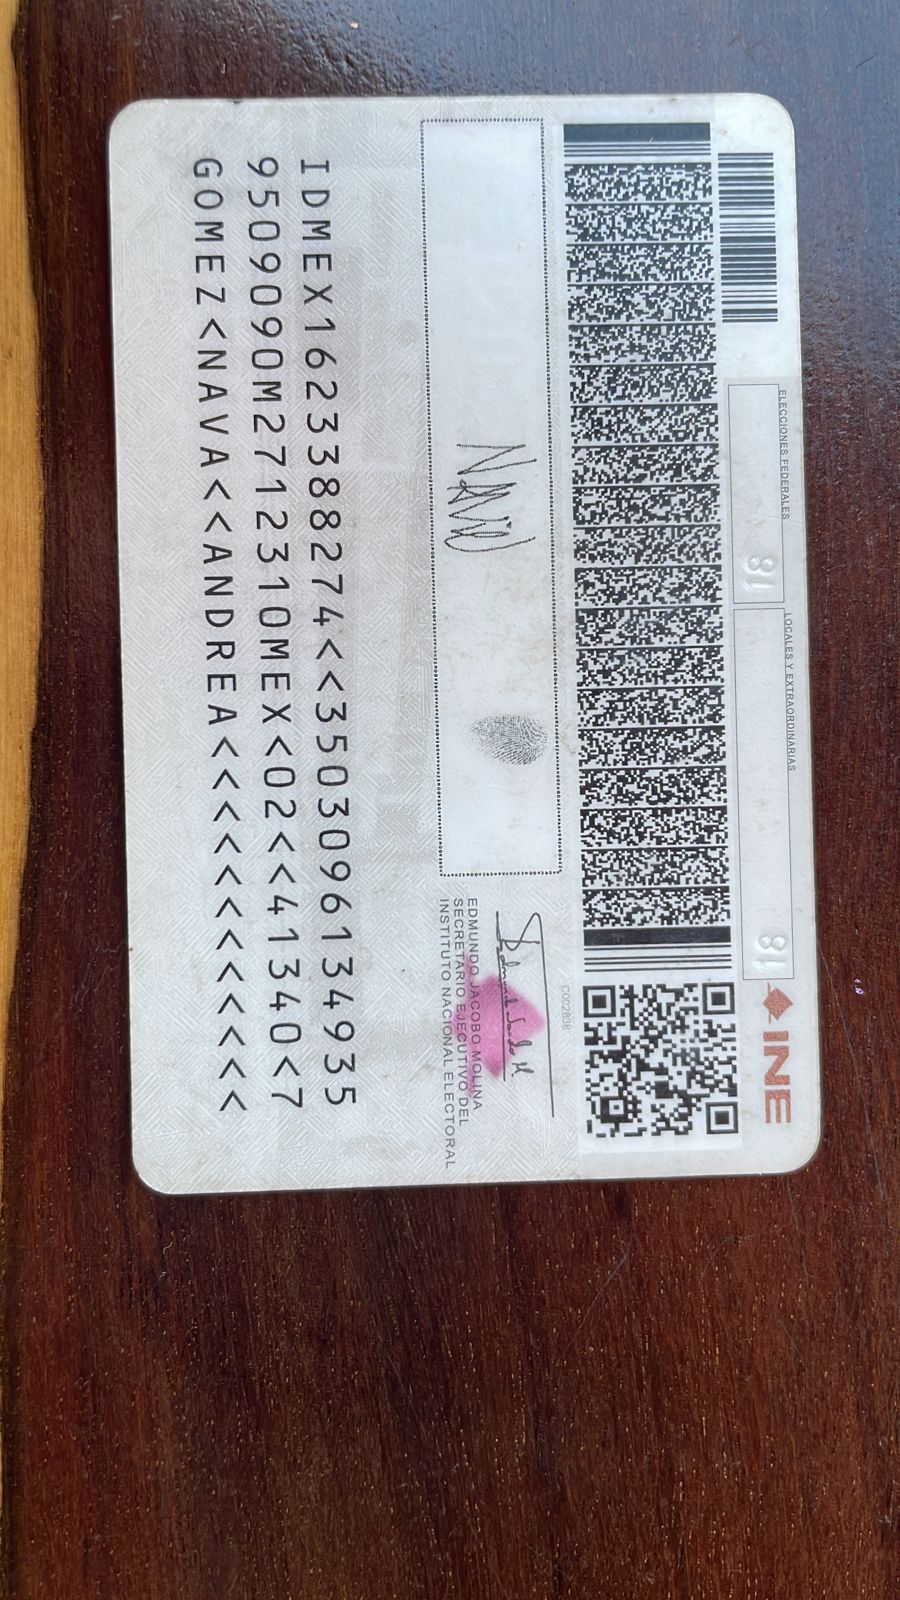 ELECCIONES FEDERALES
18
LOCALES Y EXTRAORDINARIAS
18
INE
C002838
EDMUNDO JACOBO MOLINA
SECRETARIO EJECUTIVO DEL
INSTITUTO NACIONAL ELECTORAL
IDMEX1623388274<<3503096134935
9509090M2712310MEX<02<<41340<7
GOMEZ<NAVA<<ANDREA<<<<<<<<<<<<